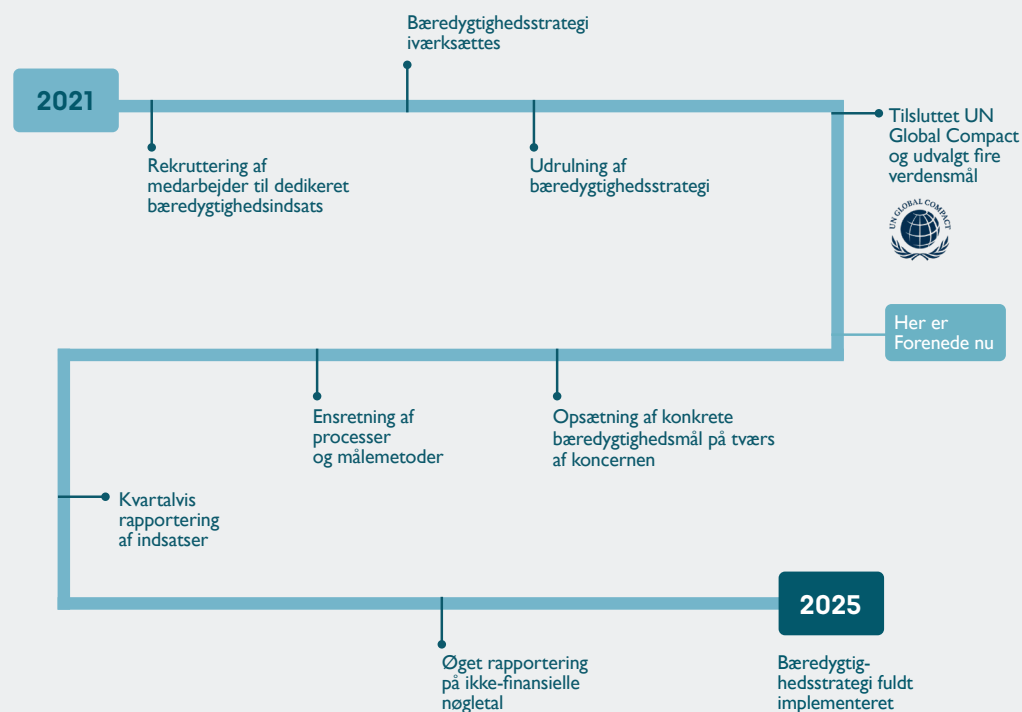 2021
Rekruttering af
medarbejder til dedikeret
bæredygtighedsindsats
Bæredygtighedsstrategi
iværksættes
Udrulning af
bæredygtighedsstrategi
Tilsluttet UN
Global Compact
og udvalgt fire
verdensmål
UN GLOBAL COMPACT
Her er
Forenede nu
Opsætning af konkrete
bæredygtighedsmål på tværs
af koncernen
Ensretning af
processer
og målemetoder
Kvartalvis
rapportering
af indsatser
Øget rapportering
på ikke-finansielle
nøgletal
2025
Bæredygtig-
hedsstrategi fuldt
implementeret